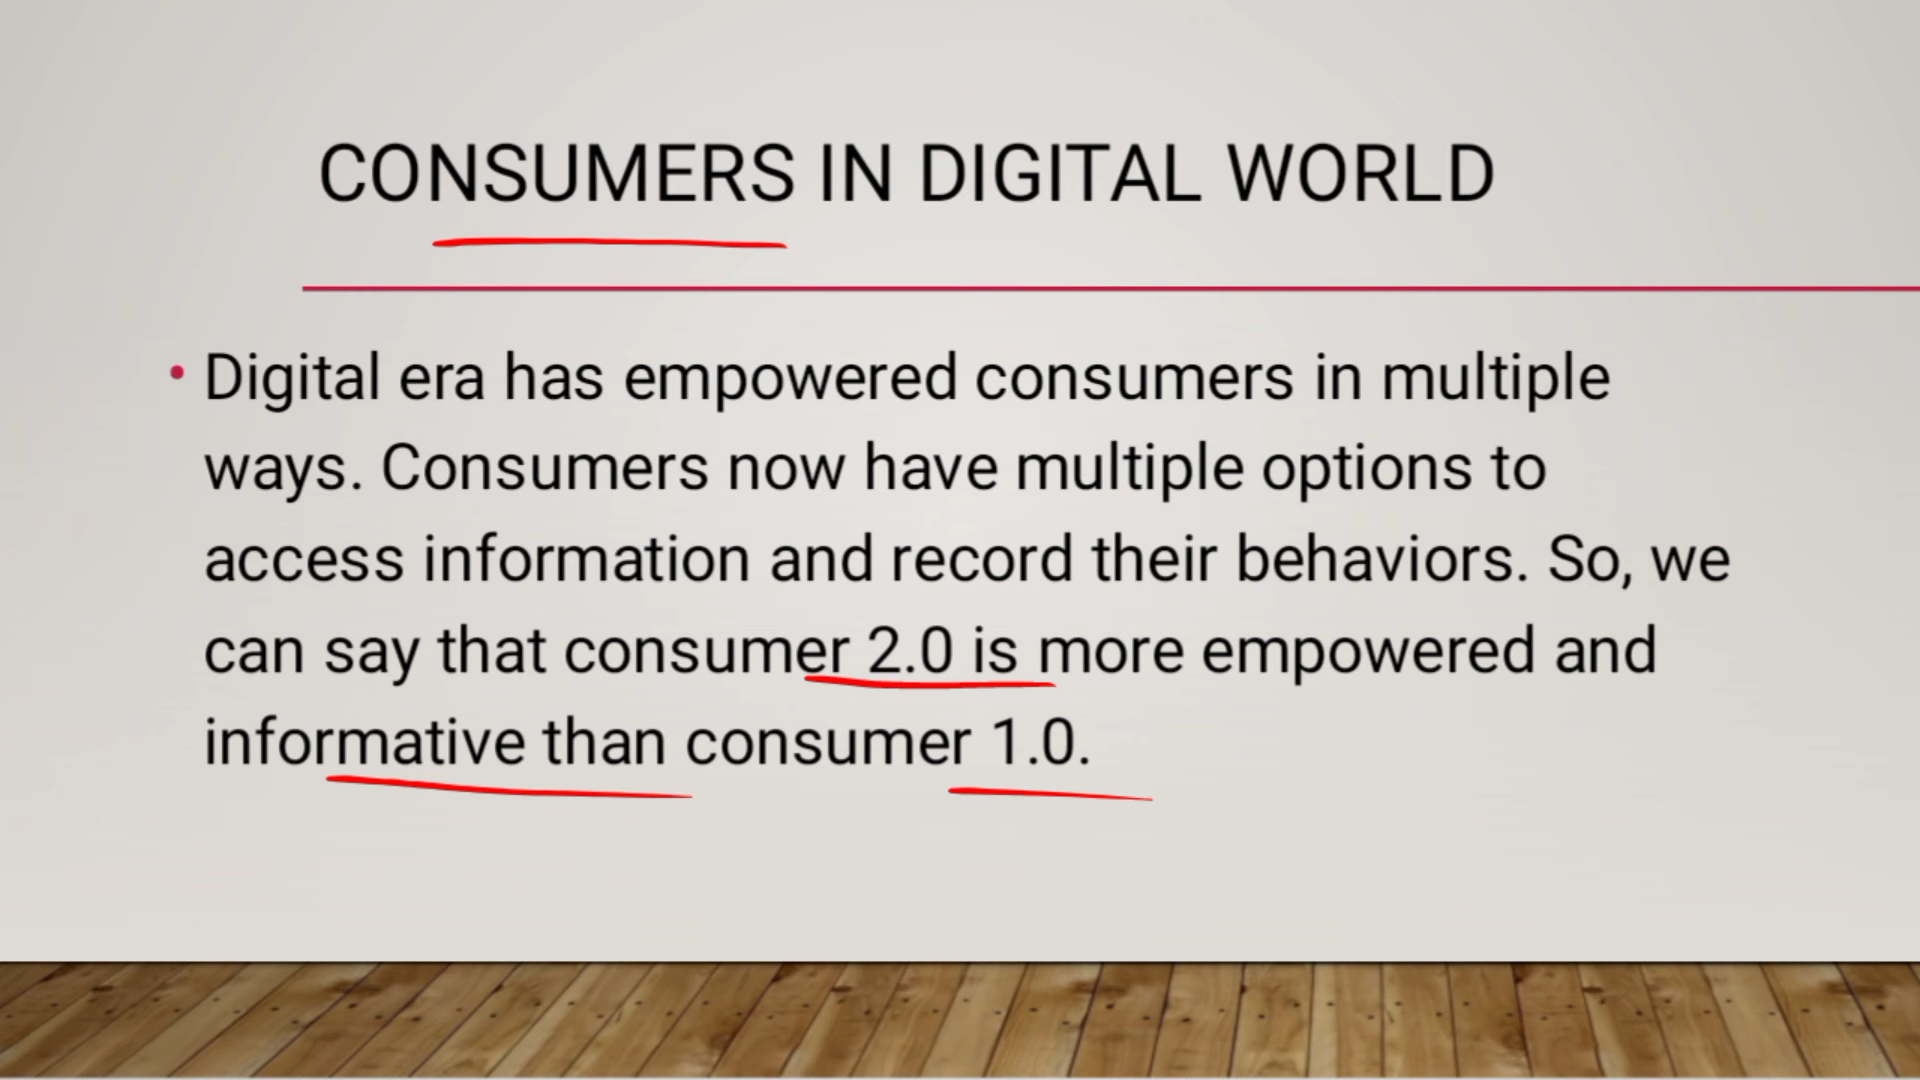 CONSUMERS IN DIGITAL WORLD
• Digital era has empowered consumers in multiple
ways. Consumers now have multiple options to
access information and record their behaviors. So, we
can say that consumer 2.0 is more empowered and
informative than consumer 1.0.